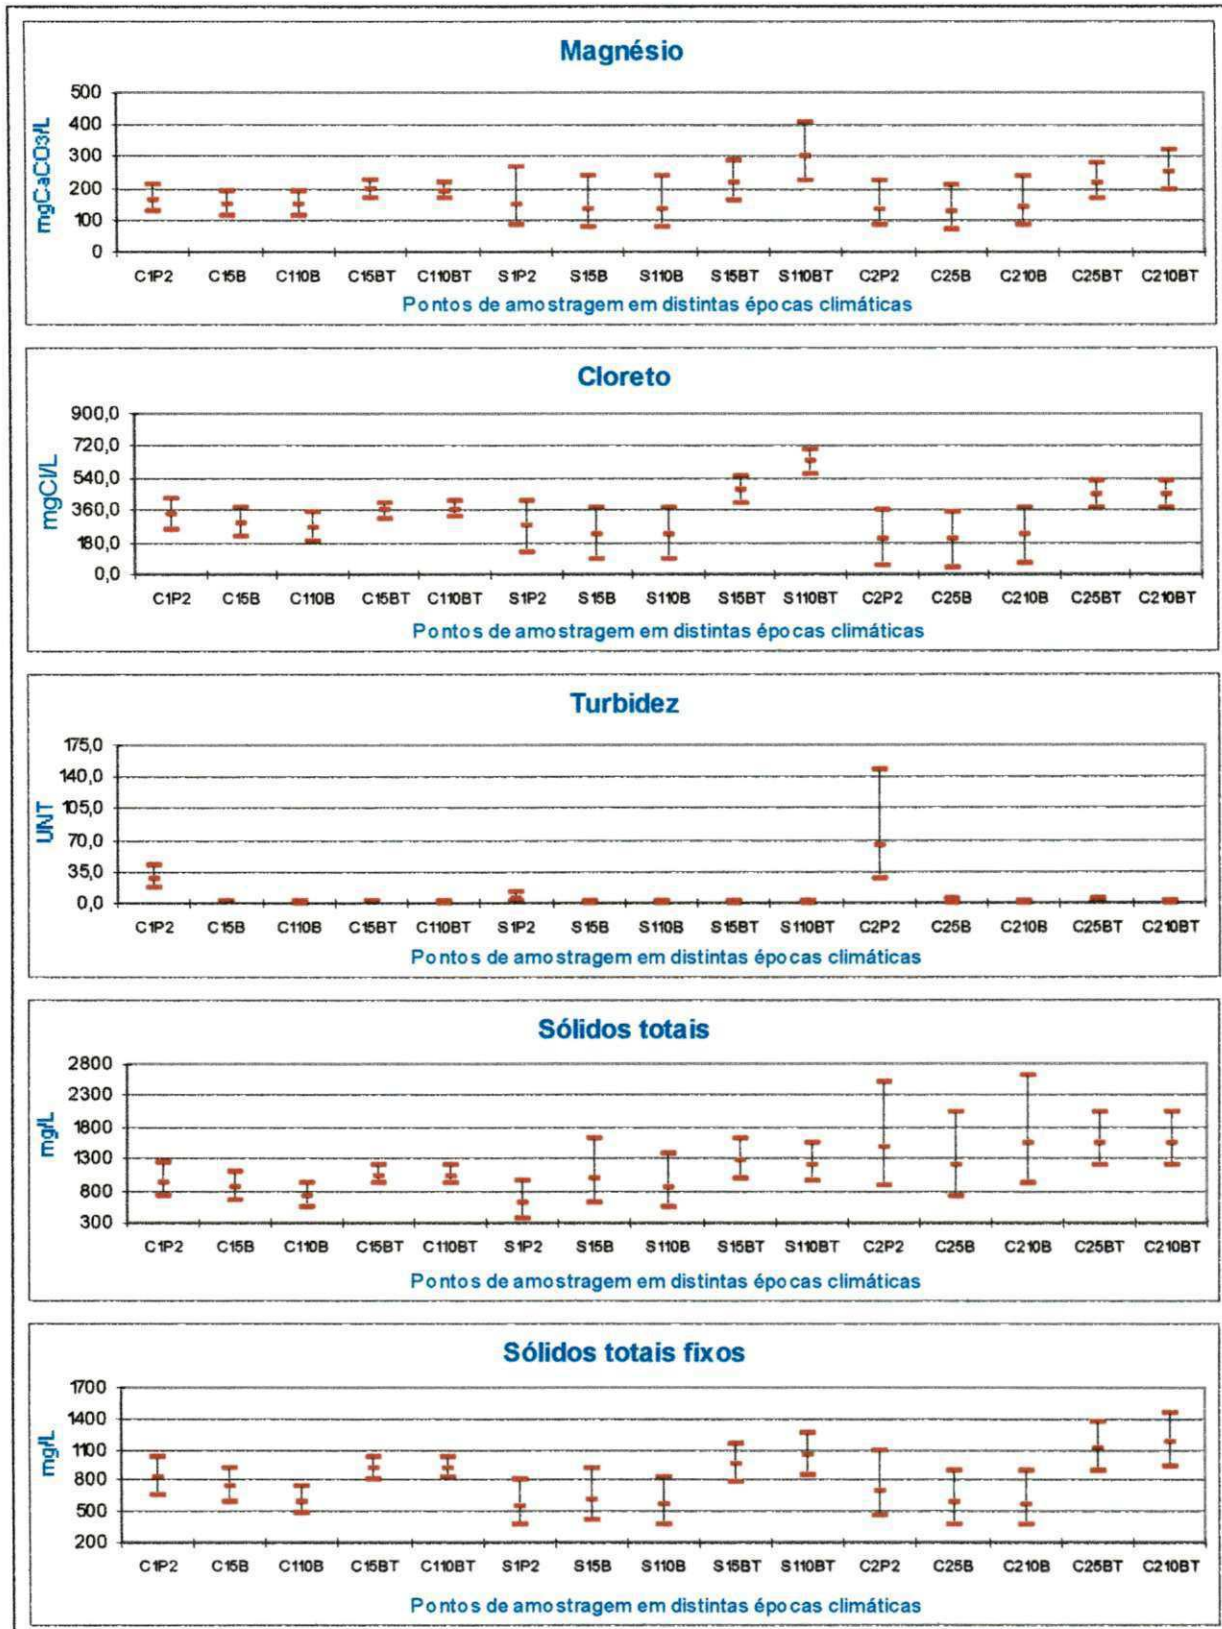 Magnésio
mgCaCO3/L
500
400
300
200
100
0
C1P2 C15B C110B C15BT C110BT S1P2 S15B S110B S15BT S110BT C2P2 C25B C210B C25BT C210BT
Pontos de amostragem em distintas épocas climáticas
Cloreto
mgCl/L
900,0
720,0
540,0
360,0
180,0
0,0
C1P2 C15B C110B C15BT C110BT S1P2 S15B S110B S15BT S110BT C2P2 C25B C210B C25BT C210BT
Pontos de amostragem em distintas épocas climáticas
Turbidez
UNT
175,0
140,0
105,0
70,0
35,0
0,0
C1P2 C15B C110B C15BT C110BT S1P2 S15B S110B S15BT S110BT C2P2 C25B C210B C25BT C210BT
Pontos de amostragem em distintas épocas climáticas
Sólidos totais
mg/L
2800
2300
1800
1300
800
300
C1P2 C15B C110B C15BT C110BT S1P2 S15B S110B S15BT S110BT C2P2 C25B C210B C25BT C210BT
Pontos de amostragem em distintas épocas climáticas
Sólidos totais fixos
mg/L
1700
1400
1100
800
500
200
C1P2 C15B C110B C15BT C110BT S1P2 S15B S110B S15BT S110BT C2P2 C25B C210B C25BT C210BT
Pontos de amostragem em distintas épocas climáticas